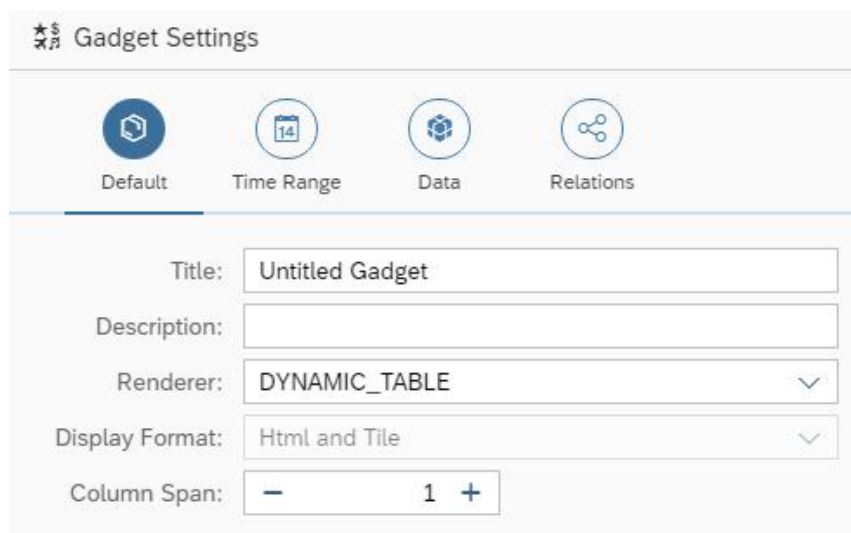 Gadget Settings
14
Default Time Range Data Relations
Title: Untitled Gadget
Description:
Renderer: DYNAMIC_TABLE
Display Format: Html and Tile
Column Span: − 1 +